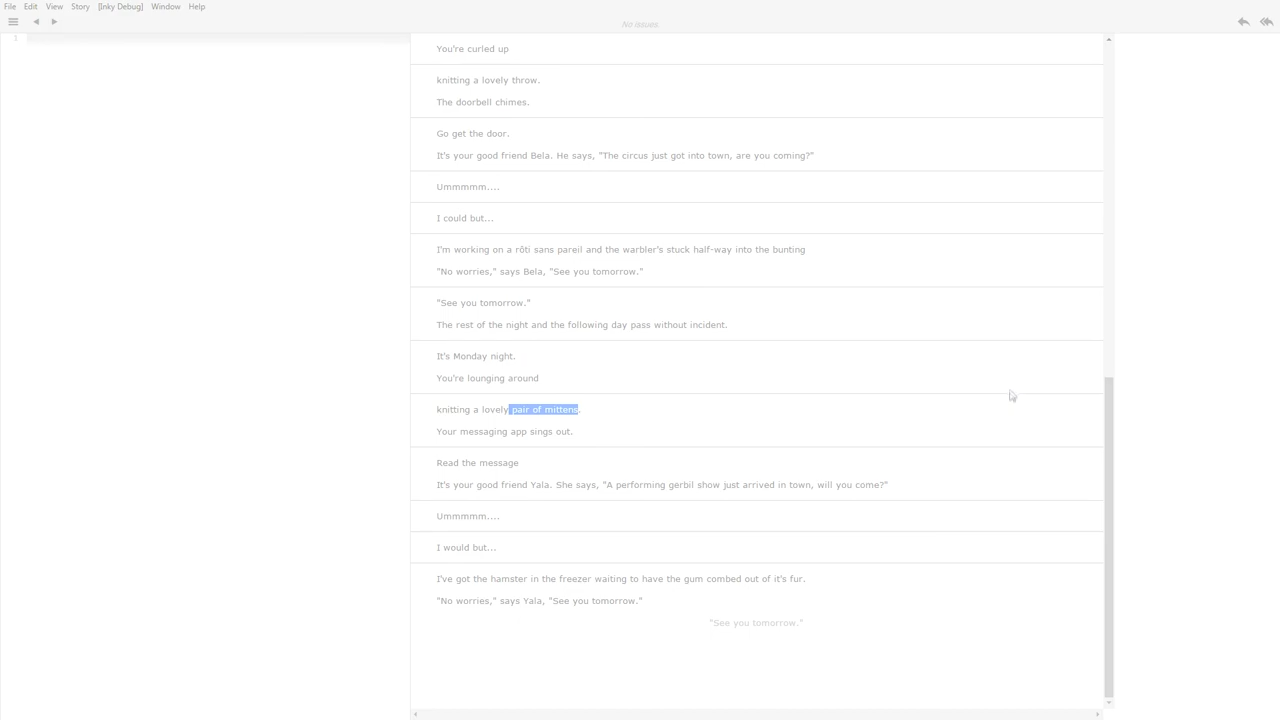 File Edit View Story [Inky Debug] Window Help
No issues.
1
You're curled up
knitting a lovely throw.
The doorbell chimes.
Go get the door.
It's your good friend Bela. He says, "The circus just got into town, are you coming?"
Ummmmm....
I could but...
I'm working on a rôti sans pareil and the warbler's stuck half-way into the bunting
"No worries," says Bela, "See you tomorrow."
"See you tomorrow."
The rest of the night and the following day pass without incident.
It's Monday night.
You're lounging around
knitting a lovely pair of mittens.
Your messaging app sings out.
Read the message
It's your good friend Yala. She says, "A performing gerbil show just arrived in town, will you come?"
Ummmmm....
I would but...
I've got the hamster in the freezer waiting to have the gum combed out of it's fur.
"No worries," says Yala, "See you tomorrow."
"See you tomorrow."